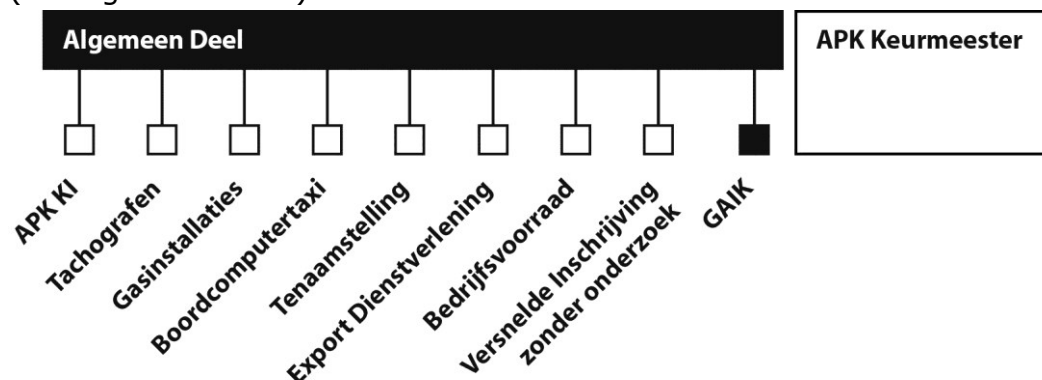 Algemeen Deel
APK Keurmeester
APK KI
Tachografen
Gasinstallaties
Boordcomputertaxi
Tenaamstelling
Export Dienstverlening
Bedrijfsvoorraad
Versnelde Inschrijving
zonder onderzoek
GAIK